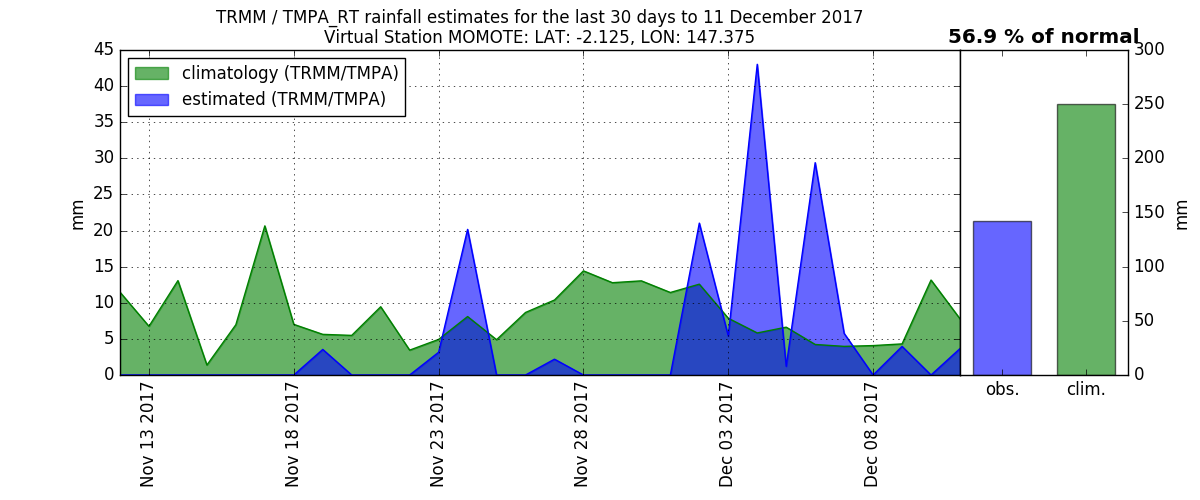 TRMM / TMPA_RT rainfall estimates for the last 30 days to 11 December 2017
Virtual Station MOMOTE: LAT: -2.125, LON: 147.375
56.9 % of normal
climatology (TRMM/TMPA)
estimated (TRMM/TMPA)
mm
45
40
35
30
25
20
15
10
5
0
Nov 13 2017
Nov 18 2017
Nov 23 2017
Nov 28 2017
Dec 03 2017
Dec 08 2017
300
250
200
150
100
50
0
mm
obs.
clim.